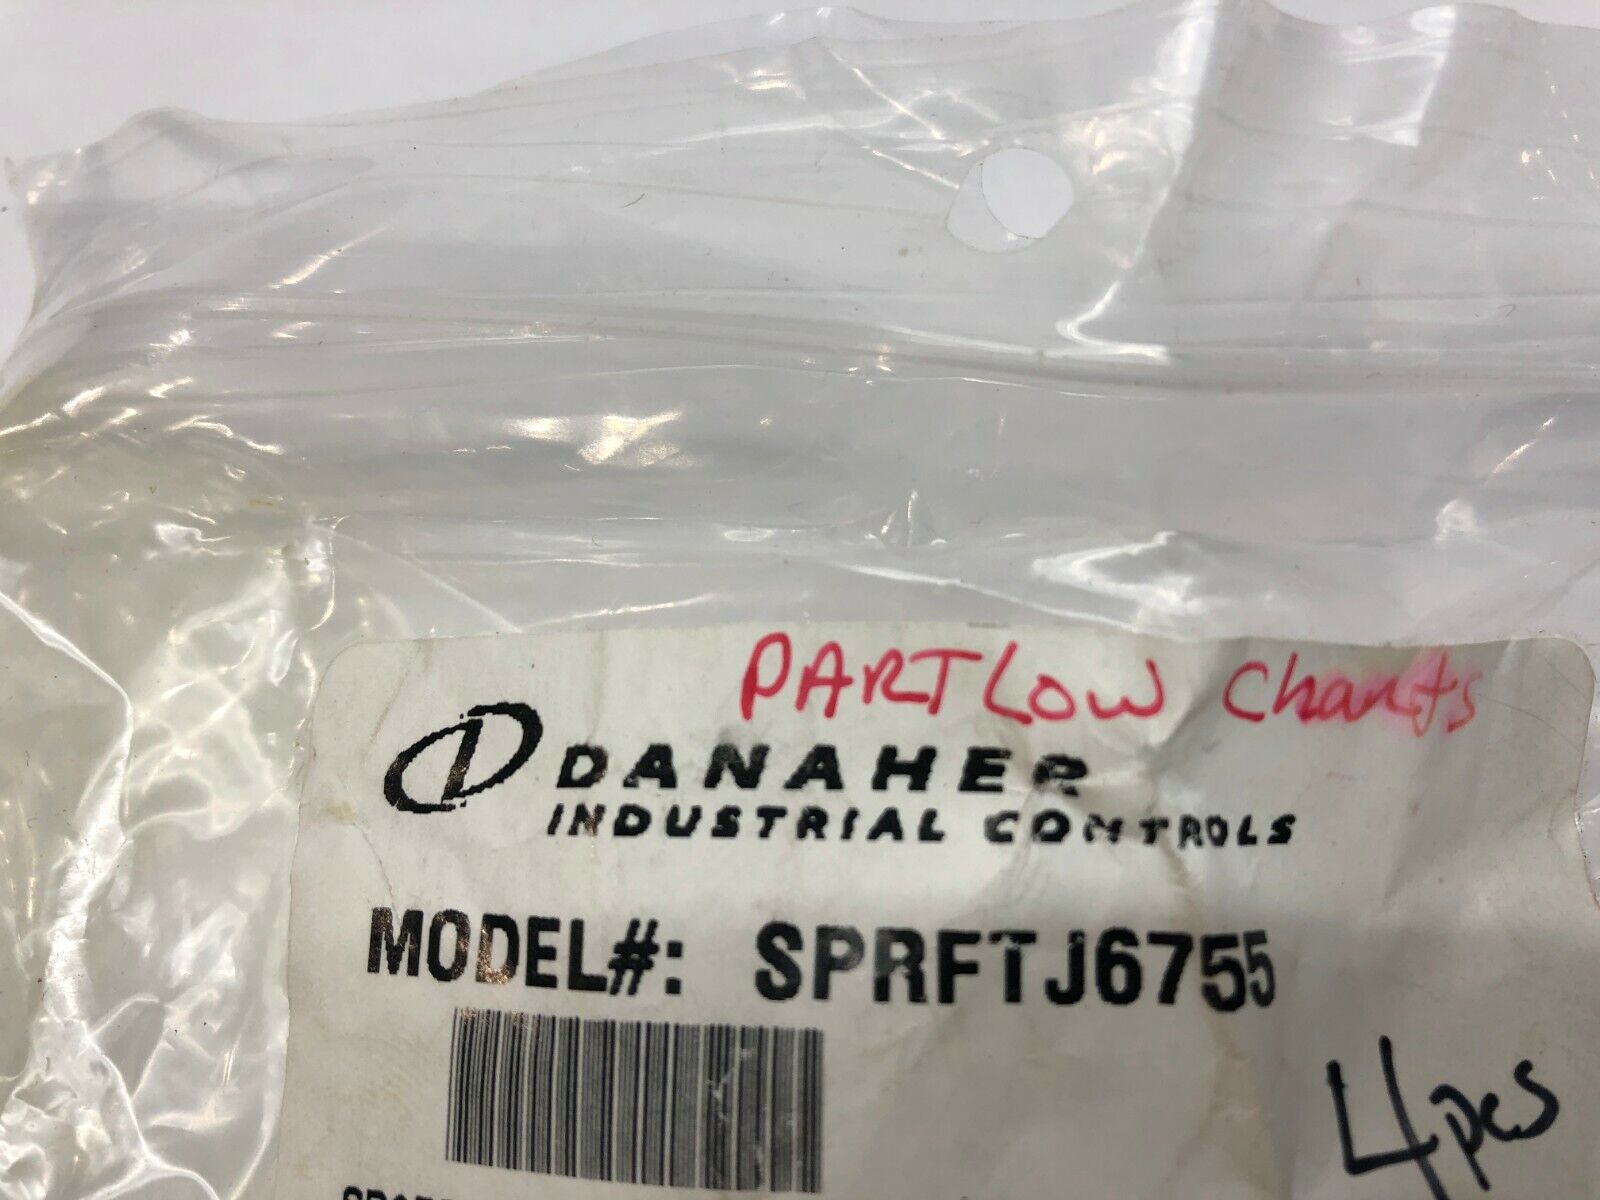 PARTLOW Charts
DANAHER
INDUSTRIAL CONTROLS
MODEL#: SPRFTJ6755
4pcs